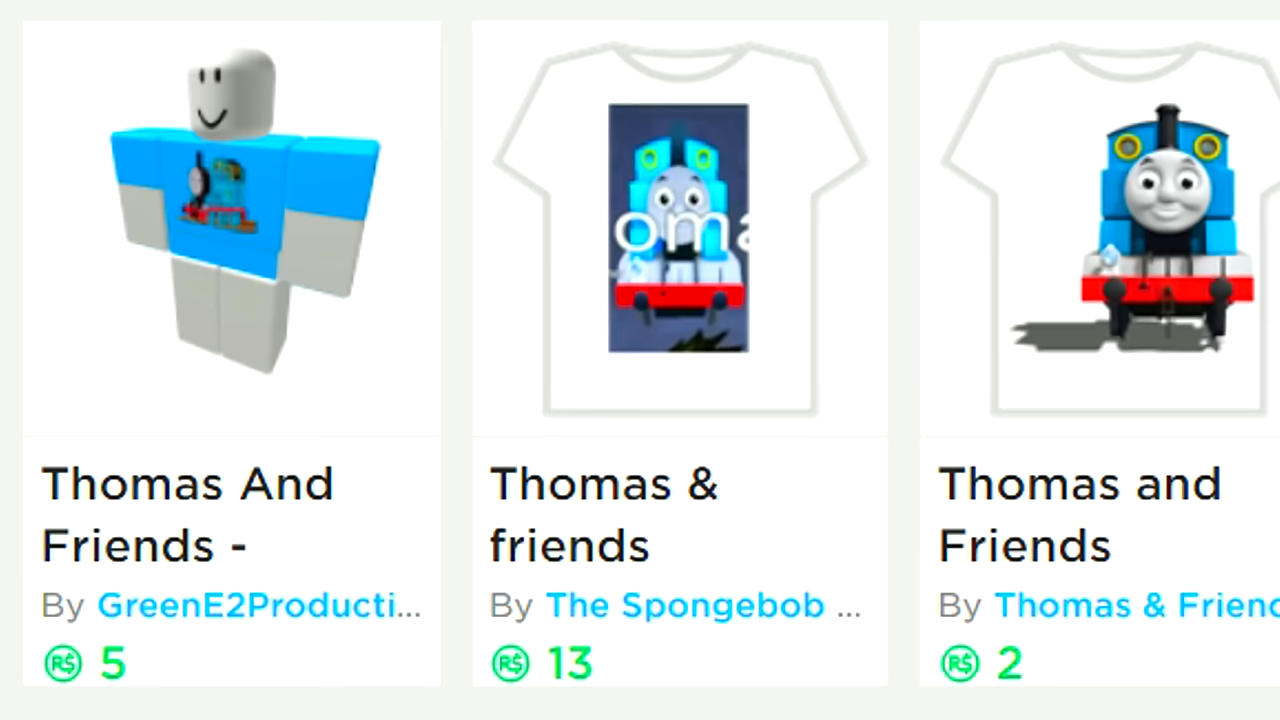 oma
Thomas And
Friends -
By GreenE2Producti...
R$ 5
Thomas &
friends
By The Spongebob ...
R$ 13
Thomas and
Friends
By Thomas & Frien
R$ 2